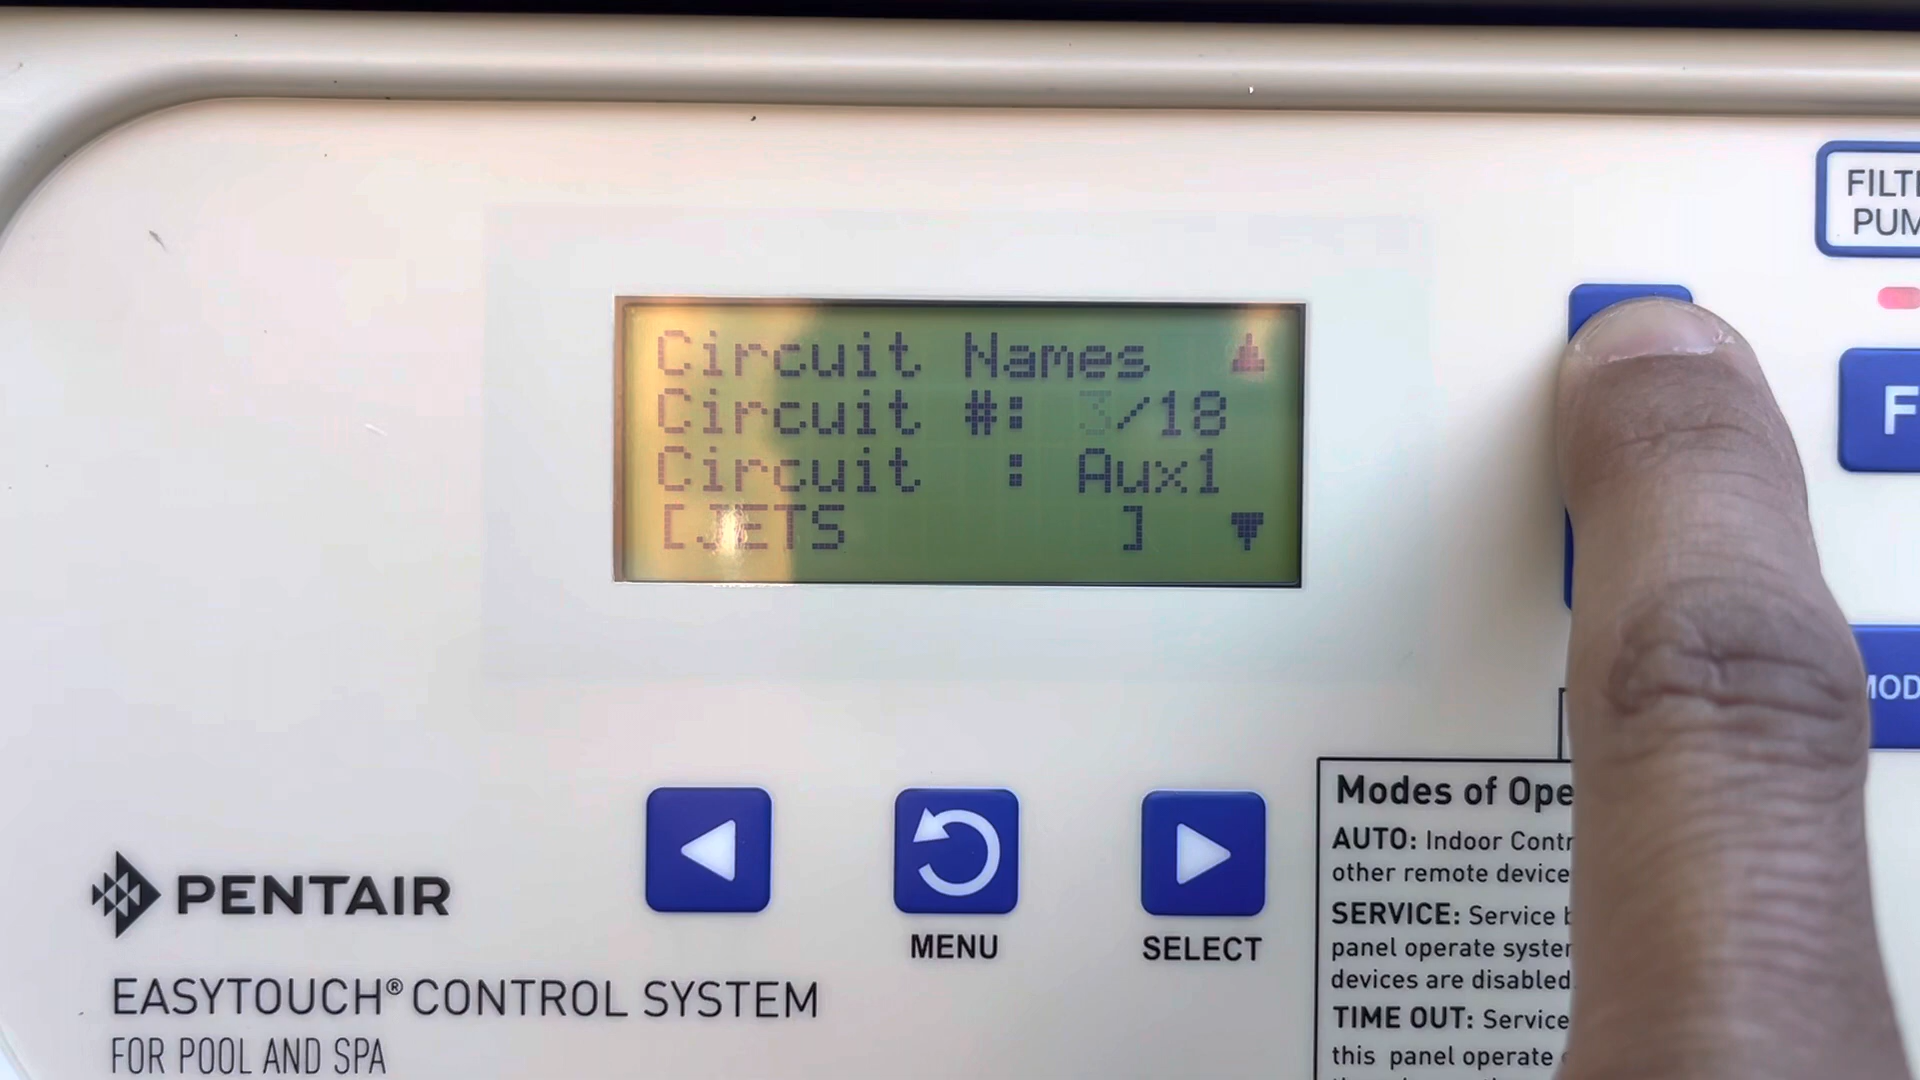 FILT
PUM
Circuit Names ▲
Circuit #: 3/18
Circuit : Aux1
[JETS ] ▼
F
MOD
MENU
SELECT
PENTAIR
EASYTOUCH® CONTROL SYSTEM
FOR POOL AND SPA
Modes of Ope
AUTO: Indoor Contr
other remote device
SERVICE: Service b
panel operate syster
devices are disabled.
TIME OUT: Service
this panel operate